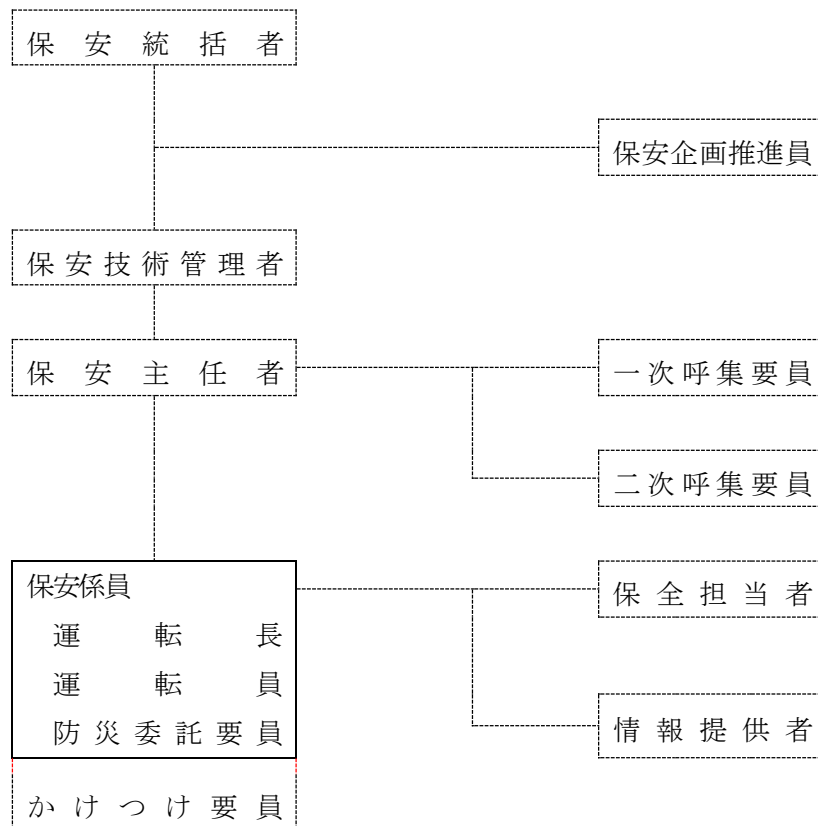 保安統括者
保安企画推進員
保安技術管理者
保安主任者
一次呼集要員
二次呼集要員
保安係員
運転長
運転員
防災委託要員
保全担当者
情報提供者
かけつけ要員